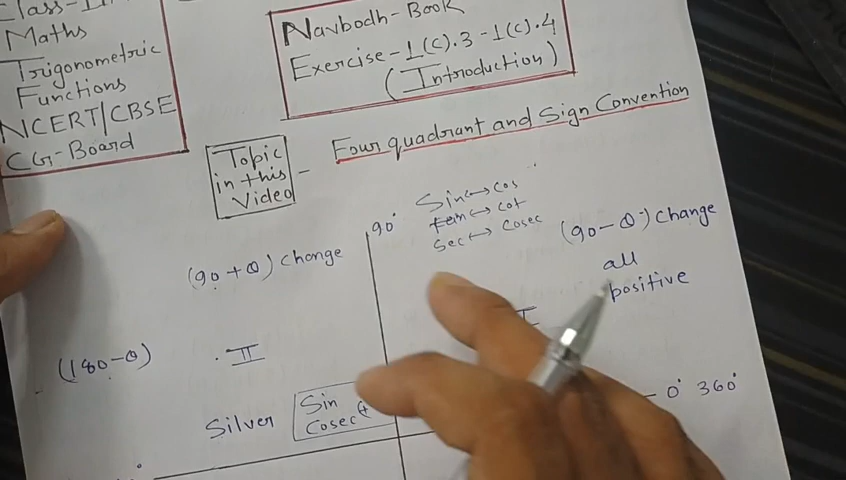 Class-11
Maths
Trigonometric
Functions
NCERT/CBSE
CG-Board
Navbodh-Book
Exercise-1(c).3-1(c).4
(Introduction)
Topic
in this
Video
- Four quadrant and Sign Convention
90°
Sin↔Cos
tan↔Cot
Sec↔Cosec
(90-θ) Change
all
positive
(90+θ) Change
(180-θ)
II
I
Silver
Sin
Cosec
+
0° 360°